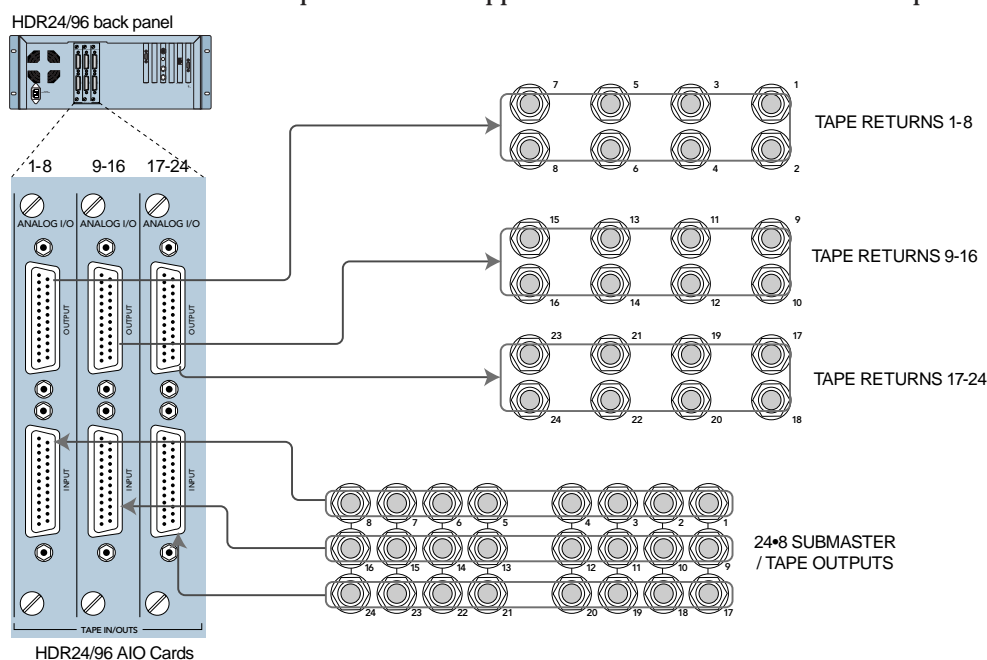 HDR24/96 back panel
1-8 9-16 17-24
ANALOG I/O ANALOG I/O ANALOG I/O
OUTPUT OUTPUT OUTPUT
INPUT INPUT INPUT
TAPE IN/OUTS
HDR24/96 AIO Cards
7 5 3 1
8 6 4 2
TAPE RETURNS 1-8
15 13 11 9
16 14 12 10
TAPE RETURNS 9-16
23 21 19 17
24 22 20 18
TAPE RETURNS 17-24
8 7 6 5 4 3 2 1
16 15 14 13 12 11 10 9
24 23 22 21 20 19 18 17
24•8 SUBMASTER
/ TAPE OUTPUTS